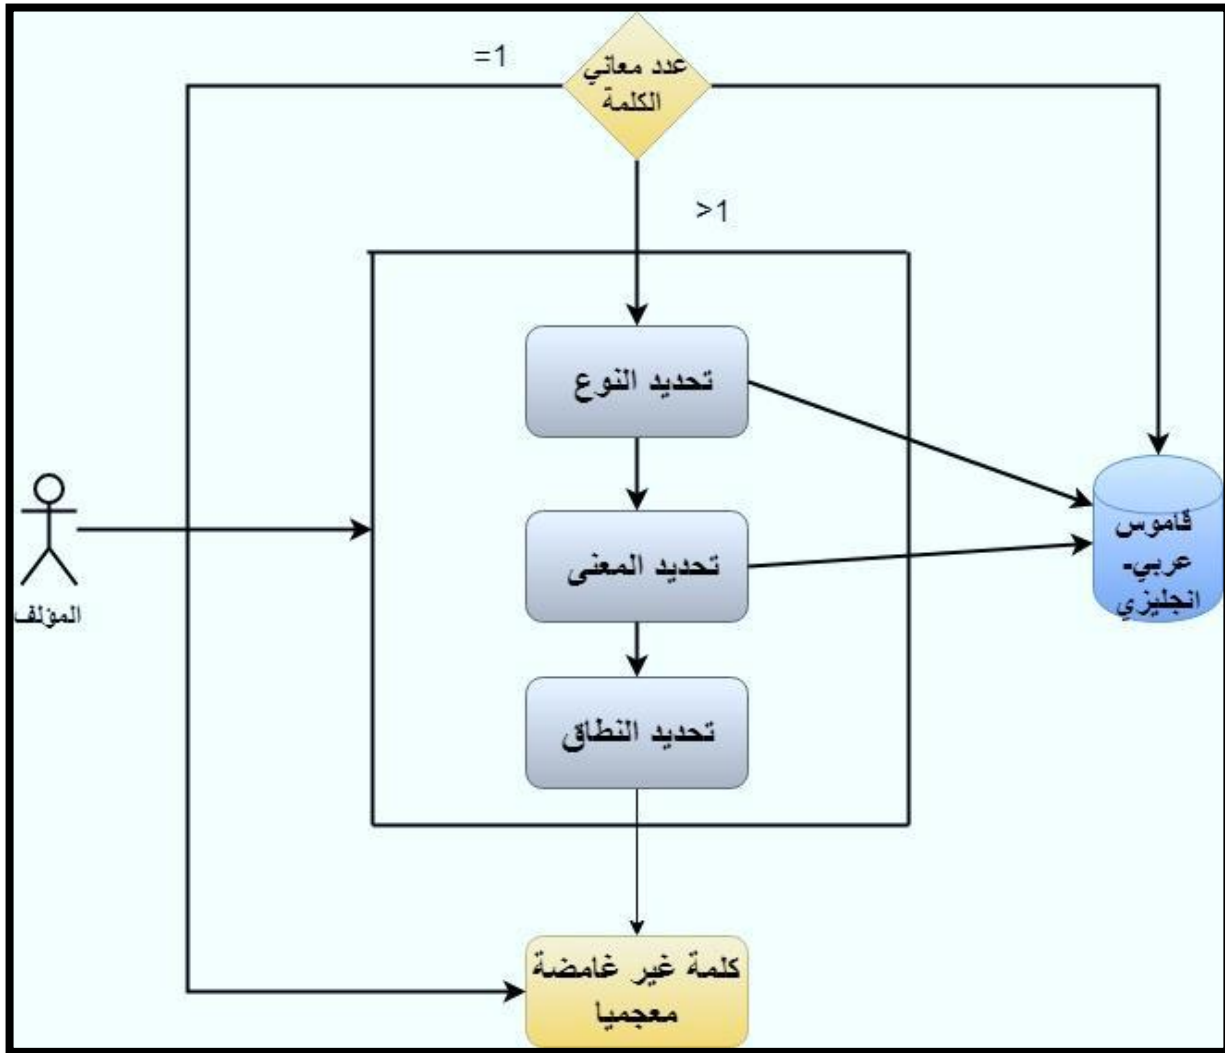 عدد معاني
الكلمة
=1
>1
تحديد النوع
تحديد المعنى
تحديد النطاق
المؤلف
قاموس
عربي-
انجليزي
كلمة غير غامضة
معجميا